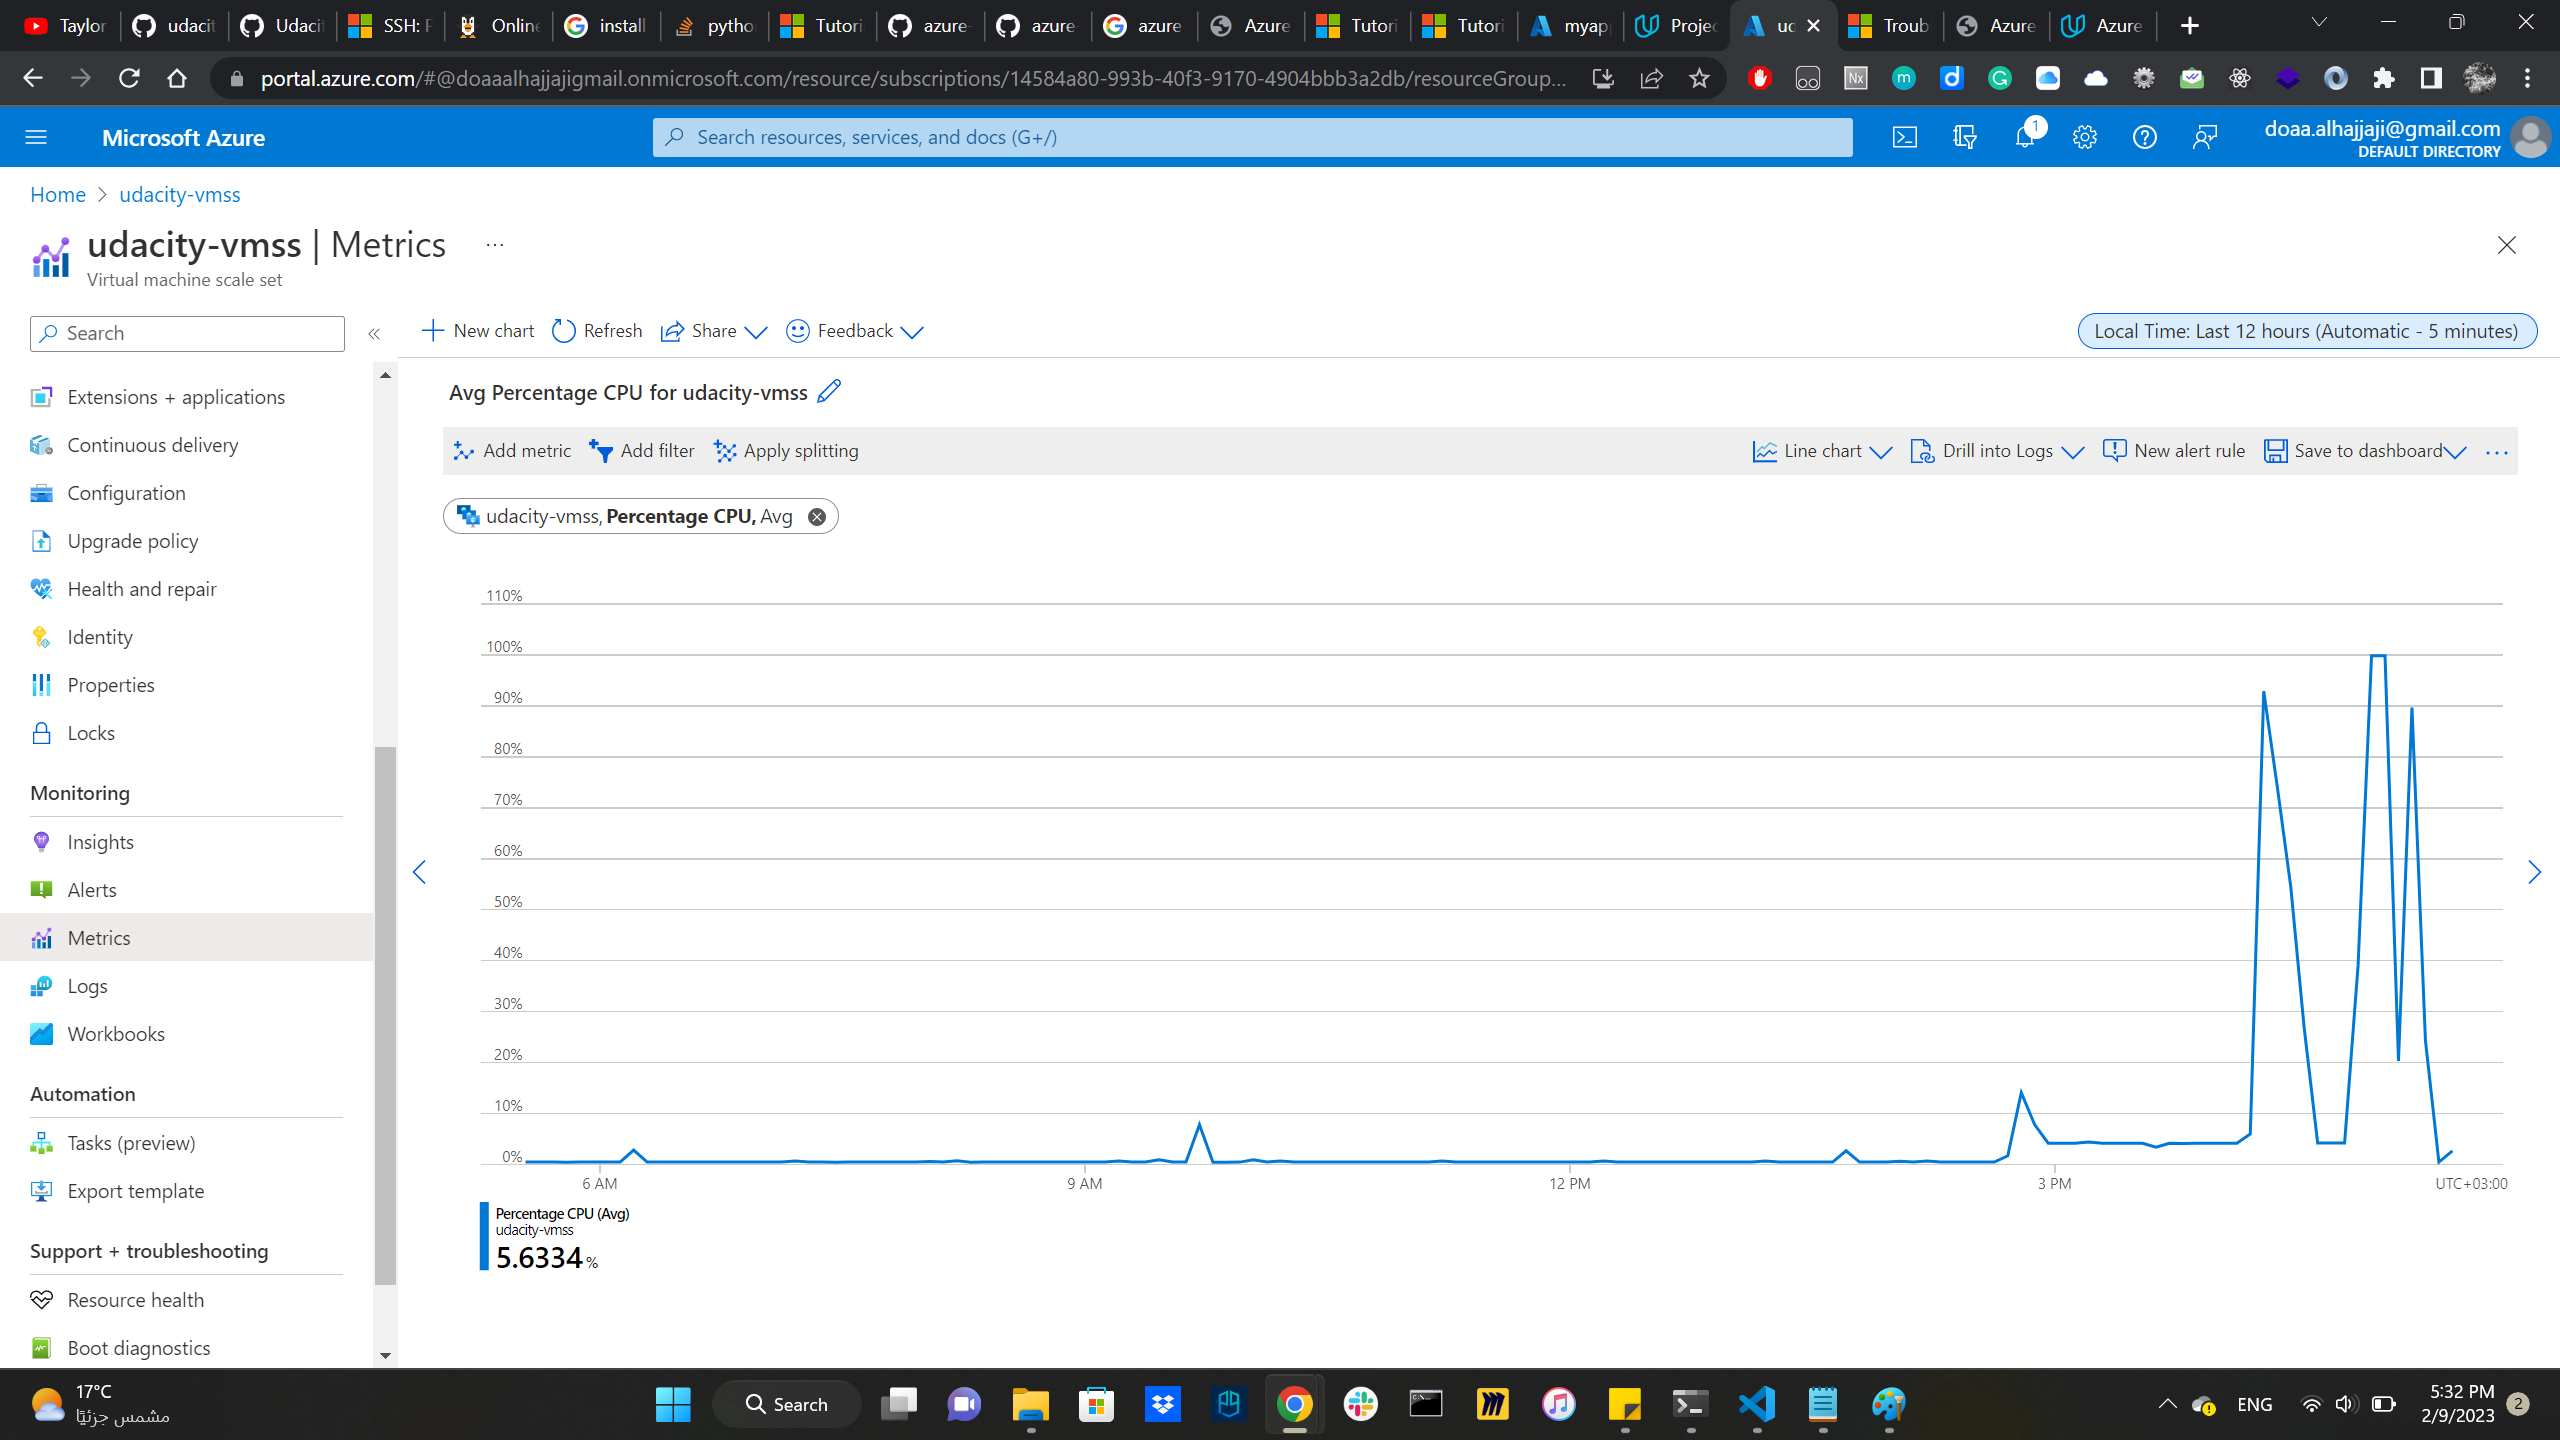 Taylor
udacit
Udacit
SSH: F
Online
install
pytho
Tutori
azure-
azure
azure
Azure
Tutori
Tutori
myap
Projec
ud
Troub
Azure
Azure
portal.azure.com/#@doaaalhajjajigmail.onmicrosoft.com/resource/subscriptions/14584a80-993b-40f3-9170-4904bbb3a2db/resourceGroup...
Microsoft Azure
Search resources, services, and docs (G+/)
1
doaa.alhajjaji@gmail.com
DEFAULT DIRECTORY
Home
udacity-vmss
udacity-vmss | Metrics
...
Virtual machine scale set
Search
New chart
Refresh
Share
Feedback
Local Time: Last 12 hours (Automatic - 5 minutes)
Extensions + applications
Continuous delivery
Configuration
Upgrade policy
Health and repair
Identity
Properties
Locks
Monitoring
Insights
Alerts
Metrics
Logs
Workbooks
Automation
Tasks (preview)
Export template
Support + troubleshooting
Resource health
Boot diagnostics
Avg Percentage CPU for udacity-vmss
Add metric
Add filter
Apply splitting
Line chart
Drill into Logs
New alert rule
Save to dashboard
udacity-vmss, Percentage CPU, Avg
110%
100%
90%
80%
70%
60%
50%
40%
30%
20%
10%
0%
6 AM
9 AM
12 PM
3 PM
UTC+03:00
Percentage CPU (Avg)
udacity-vmss
5.6334 %
17°C
مشمس جزئيًا
Search
ENG
5:32 PM
2/9/2023
2